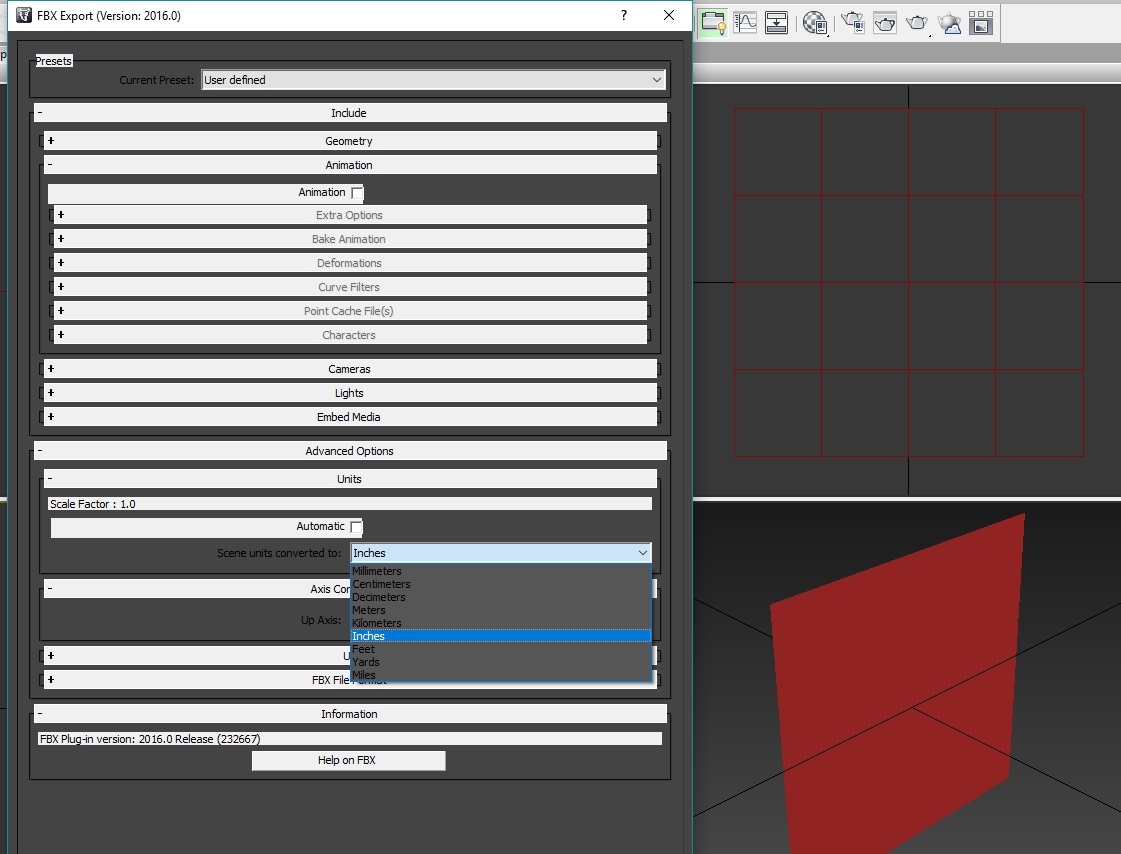 FBX Export (Version: 2016.0)
?
Presets
Current Preset: User defined
- Include
+ Geometry
- Animation
Animation
+ Extra Options
+ Bake Animation
+ Deformations
+ Curve Filters
+ Point Cache File(s)
+ Characters
+ Cameras
+ Lights
+ Embed Media
- Advanced Options
- Units
Scale Factor : 1.0
Automatic
Scene units converted to: Inches
Millimeters
Centimeters
Decimeters
- Axis Con
Meters
Up Axis:
Kilometers
Inches
Feet
+ U
Yards
Miles
+ FBX File Format
- Information
FBX Plug-in version: 2016.0 Release (232667)
Help on FBX